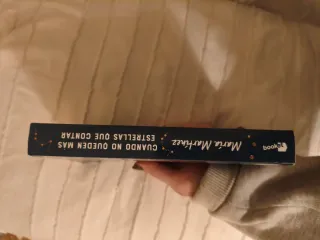 María Martínez
CUANDO NO QUEDEN MÁS
ESTRELLAS QUE CONTAR
book